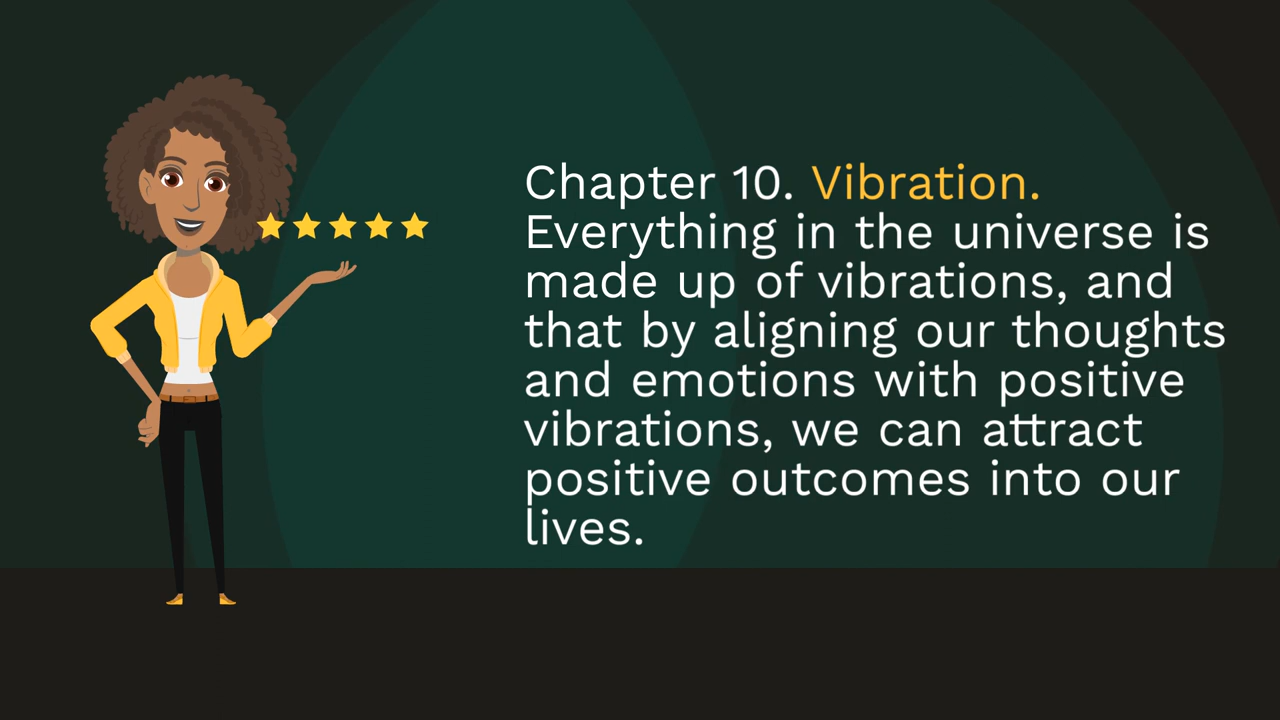 Chapter 10. Vibration.
Everything in the universe is
made up of vibrations, and
that by aligning our thoughts
and emotions with positive
vibrations, we can attract
positive outcomes into our
lives.